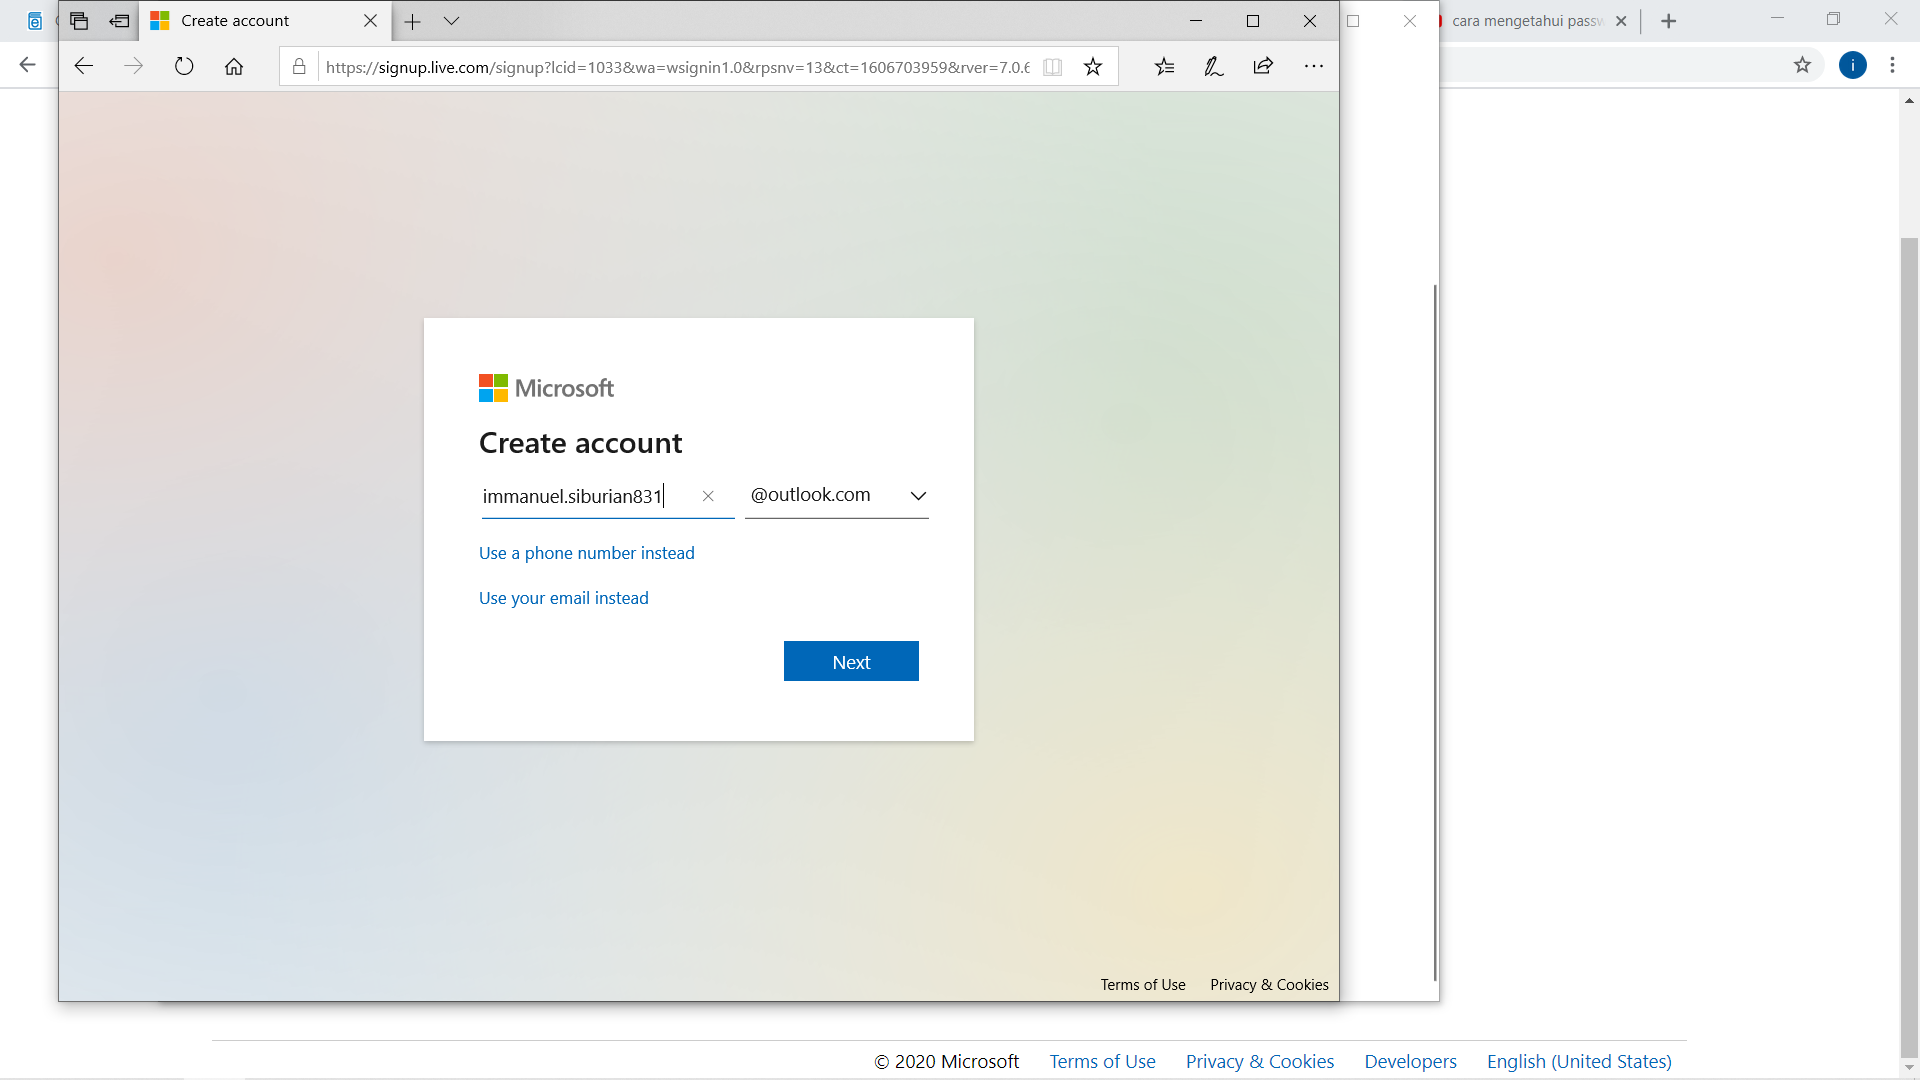 Create account
cara mengetahui passw
https://signup.live.com/signup?lcid=1033&wa=wsignin1.0&rpsnv=13&ct=1606703959&rver=7.0.6
i
Microsoft
Create account
immanuel.siburian831
@outlook.com
Use a phone number instead
Use your email instead
Next
Terms of Use
Privacy & Cookies
© 2020 Microsoft
Terms of Use
Privacy & Cookies
Developers
English (United States)